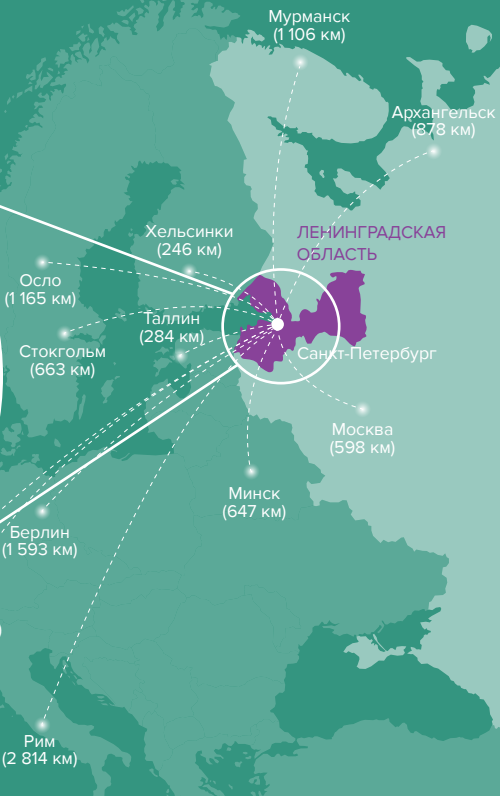 Мурманск
(1 106 км)
Архангельск
(878 км)
Хельсинки
(246 км)
ЛЕНИНГРАДСКАЯ
ОБЛАСТЬ
Осло
(1 165 км)
Таллин
(284 км)
Стокгольм
(663 км)
Санкт-Петербург
Москва
(598 км)
Минск
(647 км)
Берлин
(1 593 км)
Рим
(2 814 км)